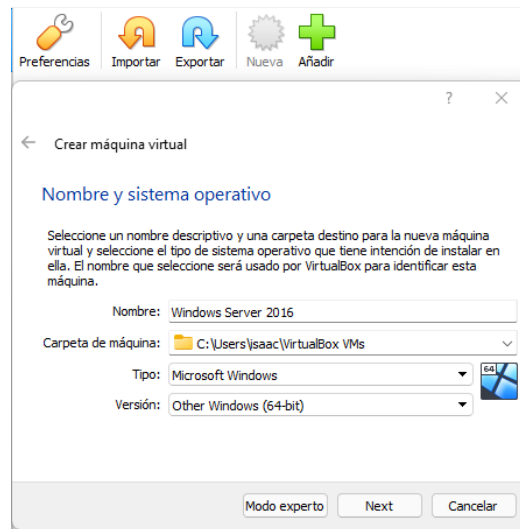 Preferencias Importar Exportar Nueva Añadir
?
Crear máquina virtual
Nombre y sistema operativo
Seleccione un nombre descriptivo y una carpeta destino para la nueva máquina
virtual y seleccione el tipo de sistema operativo que tiene intención de instalar en
ella. El nombre que seleccione será usado por VirtualBox para identificar esta
máquina.
Nombre: Windows Server 2016
Carpeta de máquina: C:\Users\isaac\VirtualBox VMs
Tipo: Microsoft Windows
64
Versión: Other Windows (64-bit)
Modo experto Next Cancelar